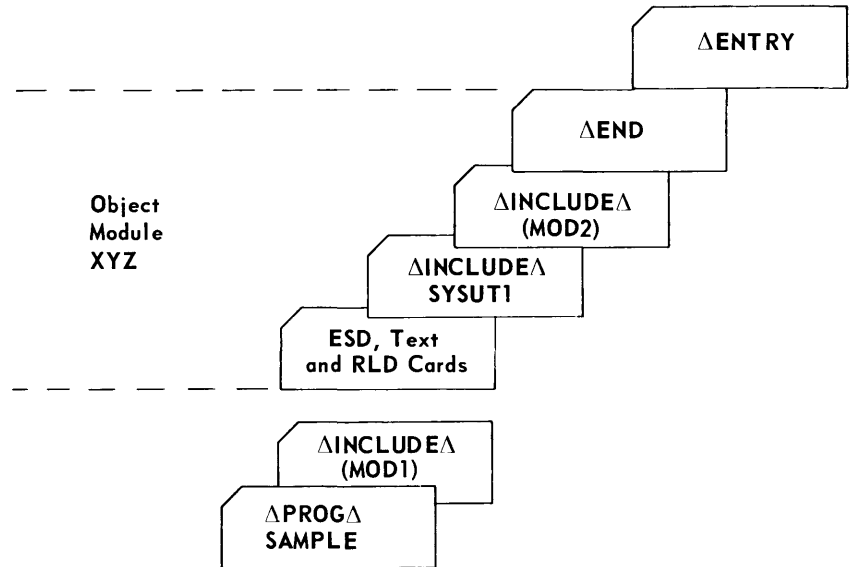 ΔENTRY
ΔEND
ΔINCLUDEΔ
(MOD2)
Object
Module
XYZ
ΔINCLUDEΔ
SYSUT1
ESD, Text
and RLD Cards
ΔINCLUDEΔ
(MOD1)
ΔPROGΔ
SAMPLE